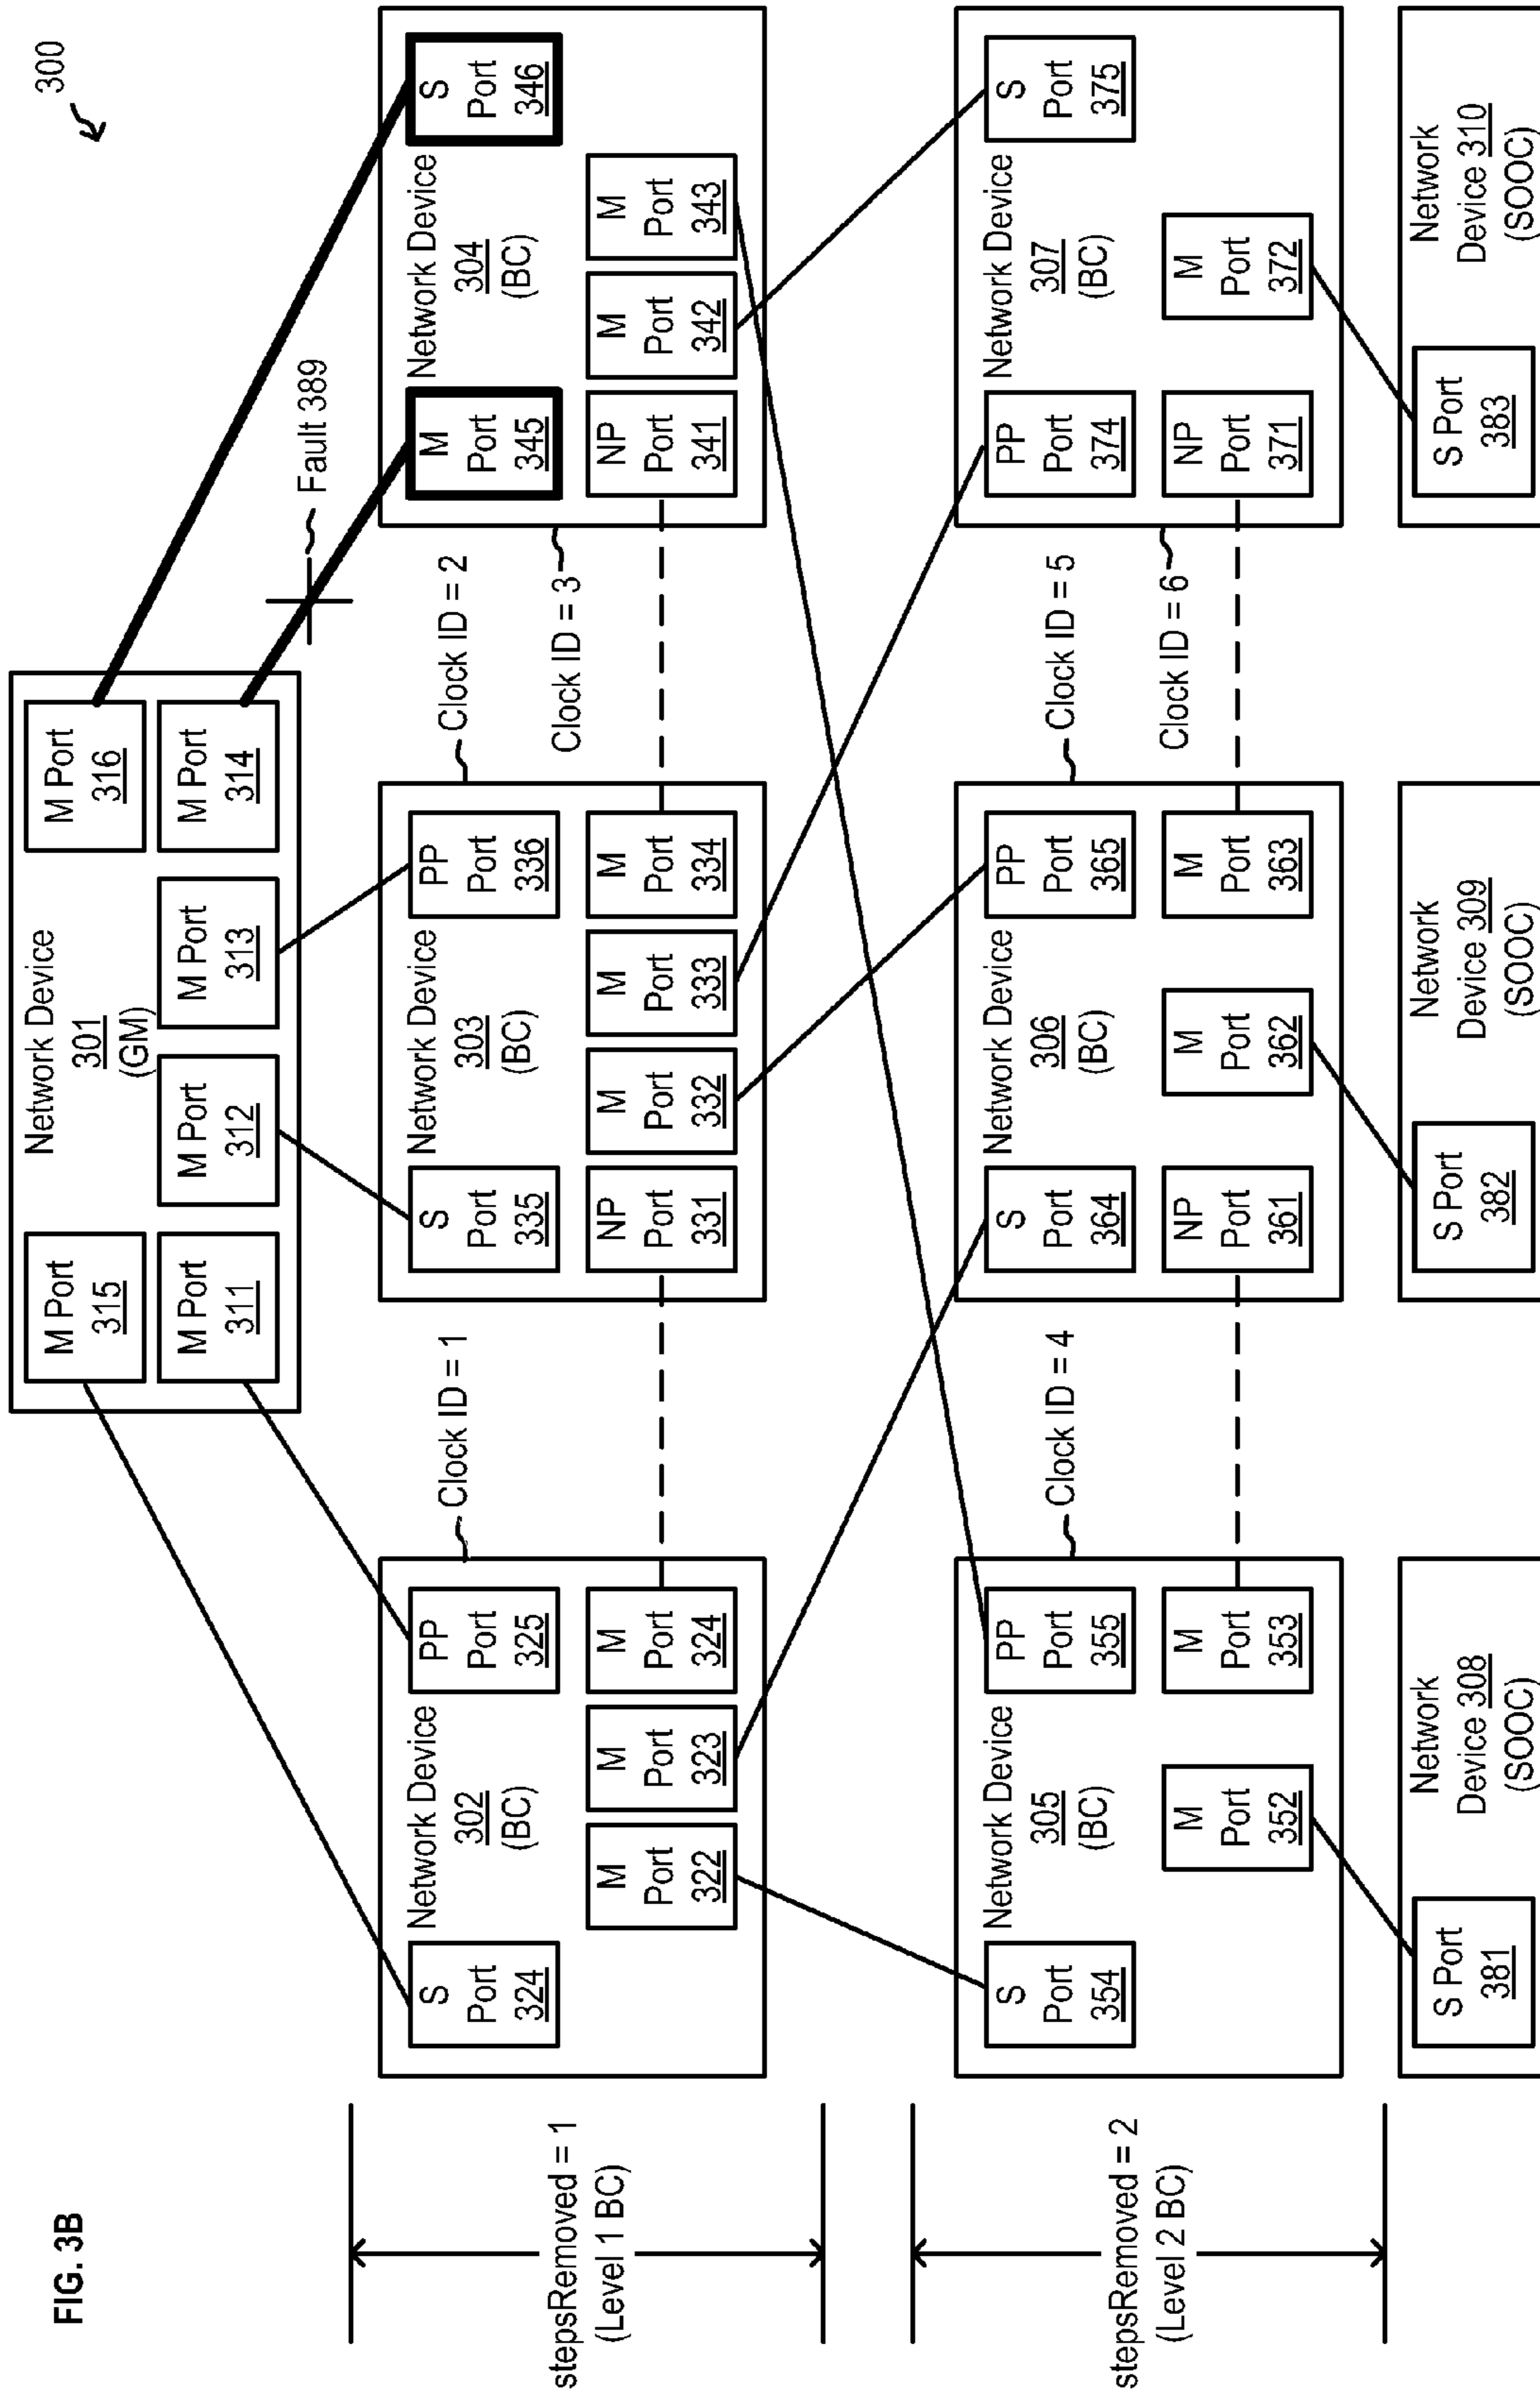 FIG. 3B
300
Network Device
301
(GM)
M Port
315
M Port
316
M Port
311
M Port
312
M Port
313
M Port
314
Fault 389
stepsRemoved = 1
(Level 1 BC)
Clock ID = 1
Clock ID = 2
Clock ID = 3
Network Device
302
(BC)
S
Port
324
PP
Port
325
M
Port
322
M
Port
323
M
Port
324
Network Device
303
(BC)
S
Port
335
PP
Port
336
NP
Port
331
M
Port
332
M
Port
333
M
Port
334
Network Device
304
(BC)
M
Port
345
S
Port
346
NP
Port
341
M
Port
342
M
Port
343
stepsRemoved = 2
(Level 2 BC)
Clock ID = 4
Clock ID = 5
Clock ID = 6
Network Device
305
(BC)
S
Port
354
PP
Port
355
M
Port
352
M
Port
353
Network Device
306
(BC)
S
Port
364
PP
Port
365
NP
Port
361
M
Port
362
M
Port
363
Network Device
307
(BC)
PP
Port
374
S
Port
375
NP
Port
371
M
Port
372
S Port
381
Network
Device 308
(SOOC)
S Port
382
Network
Device 309
(SOOC)
S Port
383
Network
Device 310
(SOOC)